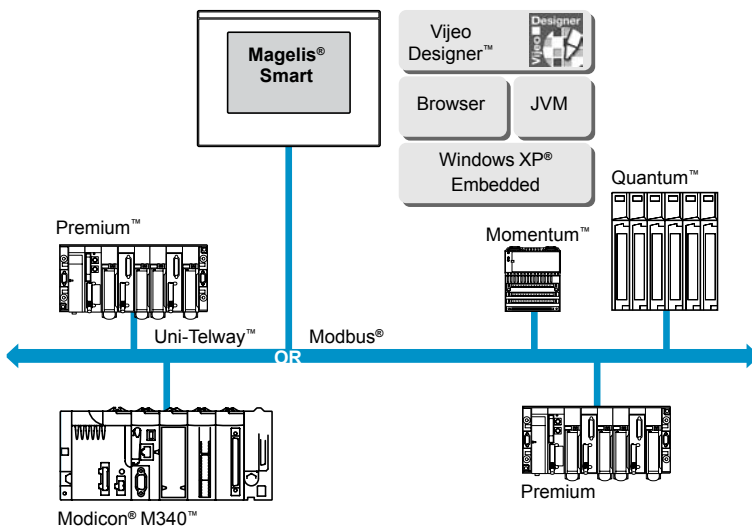 Magelis®
Smart
Vijeo
Designer™
Designer
Vijeo
Browser
JVM
Windows XP®
Embedded
Quantum™
Premium™
Momentum™
Uni-Telway™
Modbus®
OR
Premium
Modicon® M340™